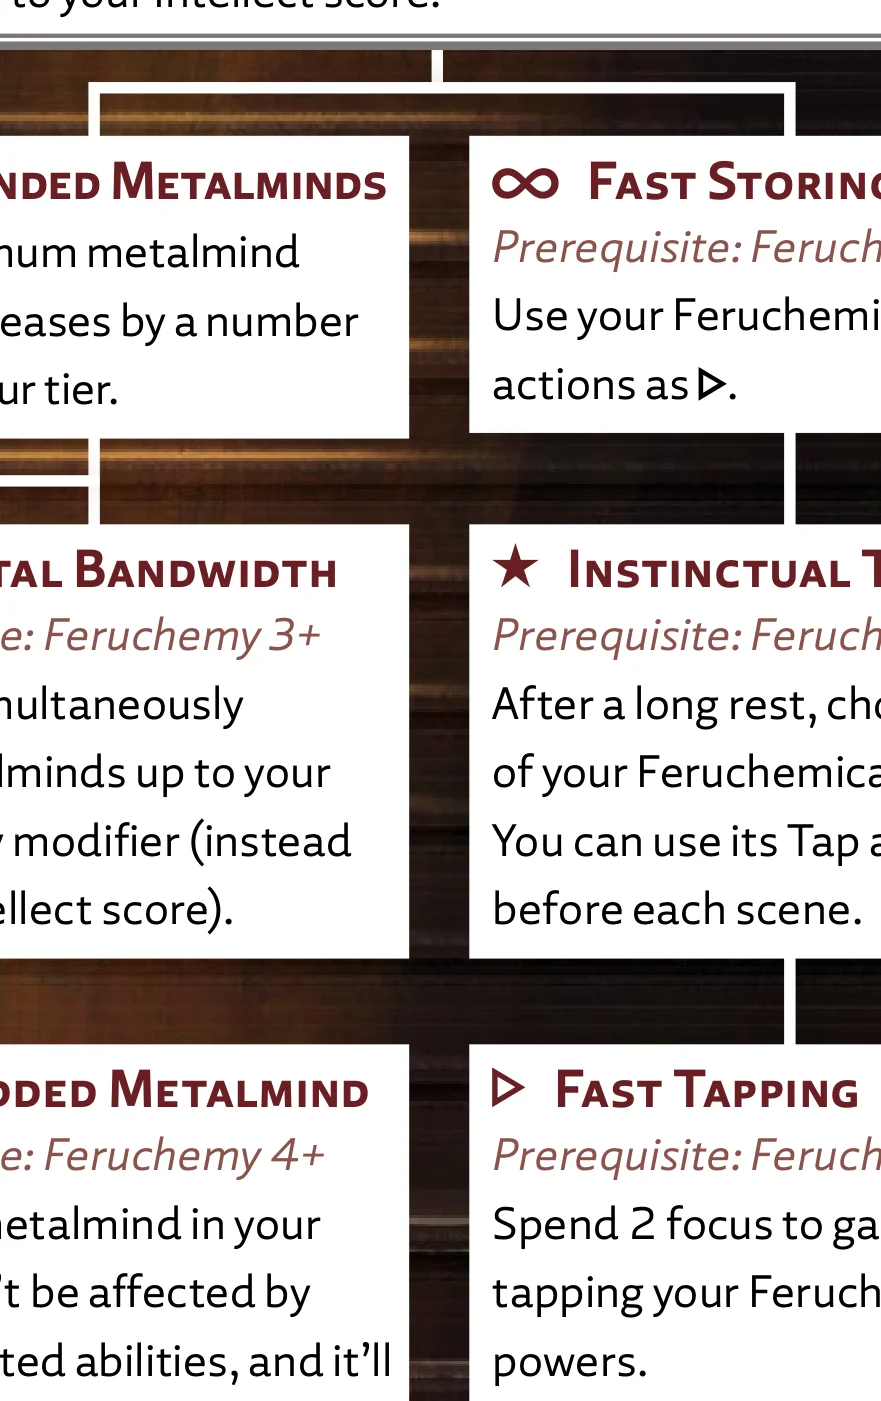 to your Intellect score.
NDED METALMINDS
num metalmind
eases by a number
ur tier.
∞ FAST STORING
Prerequisite: Feruch
Use your Feruchemi
actions as ▷.
TAL BANDWIDTH
e: Feruchemy 3+
multaneously
lminds up to your
y modifier (instead
ellect score).
★ INSTINCTUAL T
Prerequisite: Feruch
After a long rest, cho
of your Feruchemica
You can use its Tap a
before each scene.
DDED METALMIND
e: Feruchemy 4+
metalmind in your
't be affected by
ted abilities, and it’ll
▷ FAST TAPPING
Prerequisite: Feruch
Spend 2 focus to ga
tapping your Feruch
powers.